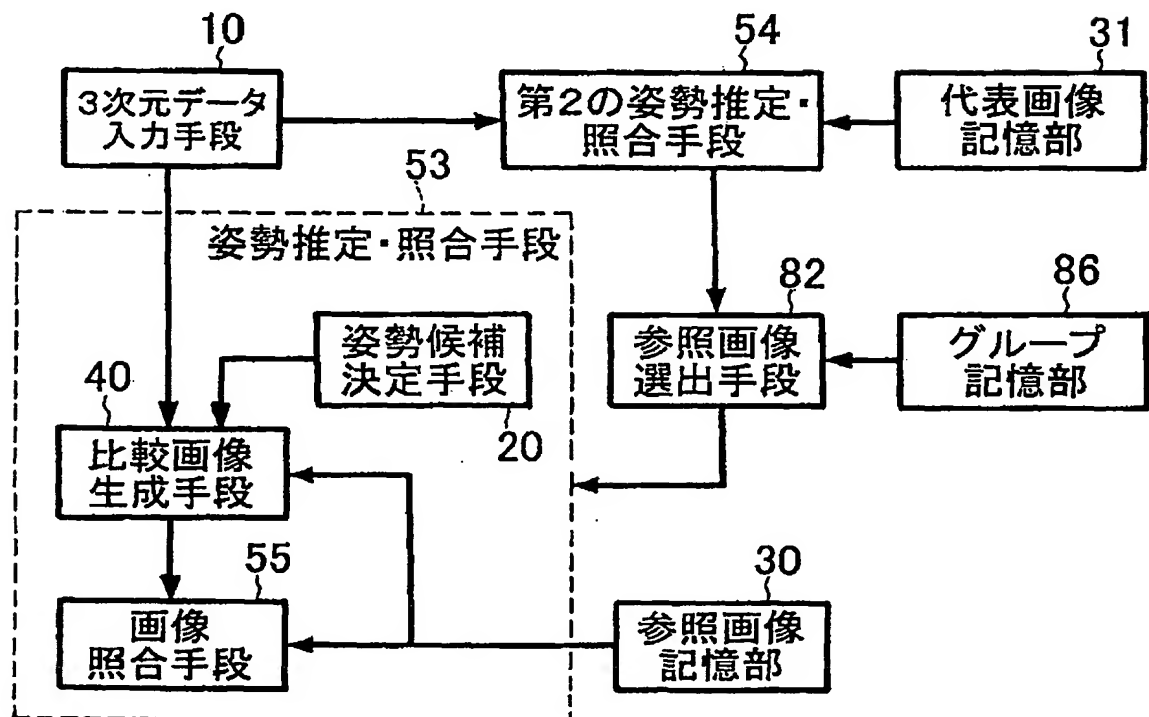 10
3次元データ
入力手段
54
第2の姿勢推定・
照合手段
31
代表画像
記憶部
53
姿勢推定・照合手段
姿勢候補
決定手段
20
82
参照画像
選出手段
86
グループ
記憶部
40
比較画像
生成手段
55
画像
照合手段
30
参照画像
記憶部